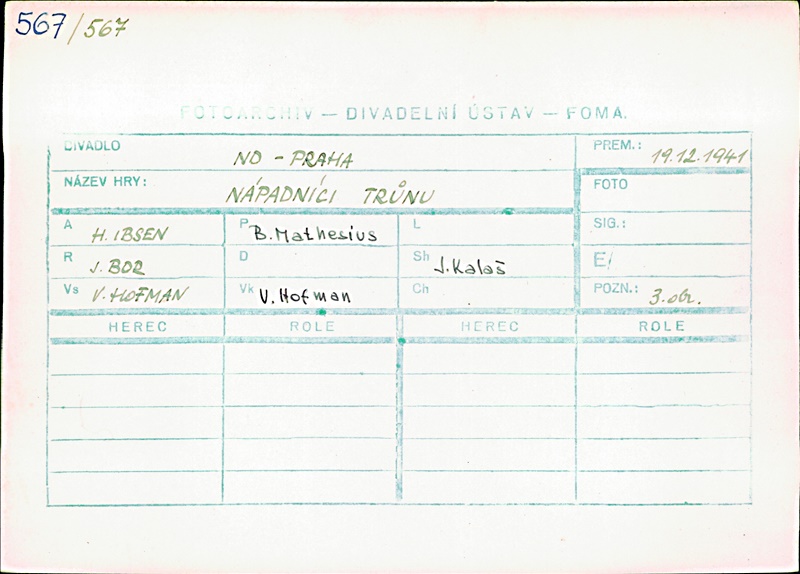 567/567
FOTOARCHIV — DIVADELNÍ ÚSTAV — FOMA.
DIVADLO ND - PRAHA PREM.: 19.12.1941
NÁZEV HRY: NÁPADNÍCI TRŮNU FOTO
A H. IBSEN P B. Mathesius L SIG.:
R J. BOR D Sh J. Kalaš E/
Vs V. HOFMAN Vk V. Hofman Ch POZN.: 3. obr.
HEREC ROLE HEREC ROLE